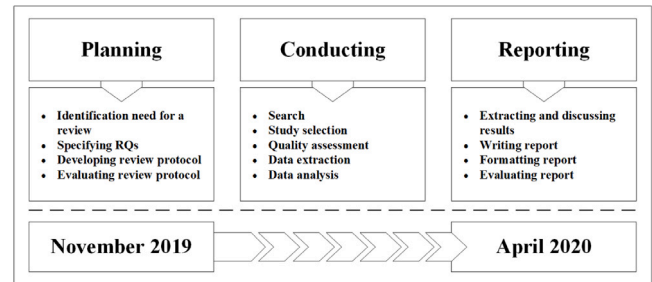 Planning
Conducting
Reporting
• Identification need for a
review
• Specifying RQs
• Developing review protocol
• Evaluating review protocol
• Search
• Study selection
• Quality assessment
• Data extraction
• Data analysis
• Extracting and discussing
results
• Writing report
• Formatting report
• Evaluating report
November 2019
April 2020